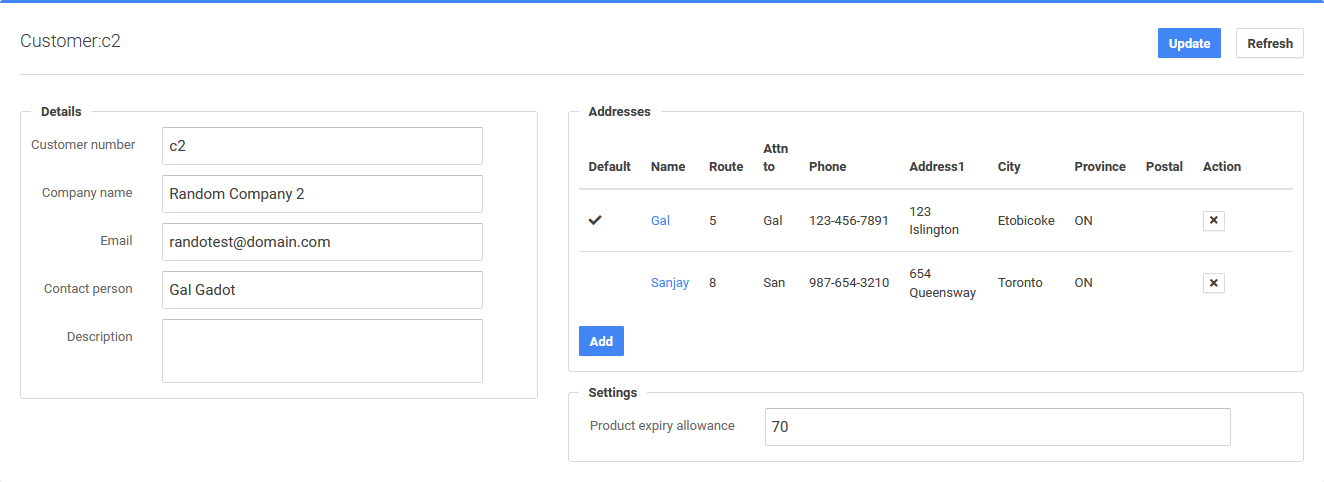 Customer:c2
Update
Refresh
Details
Customer number
c2
Company name
Random Company 2
Email
randotest@domain.com
Contact person
Gal Gadot
Description
Addresses
Default Name Route Attn to Phone Address1 City Province Postal Action
Gal 5 Gal 123-456-7891 123 Islington Etobicoke ON
Sanjay 8 San 987-654-3210 654 Queensway Toronto ON
Add
Settings
Product expiry allowance
70